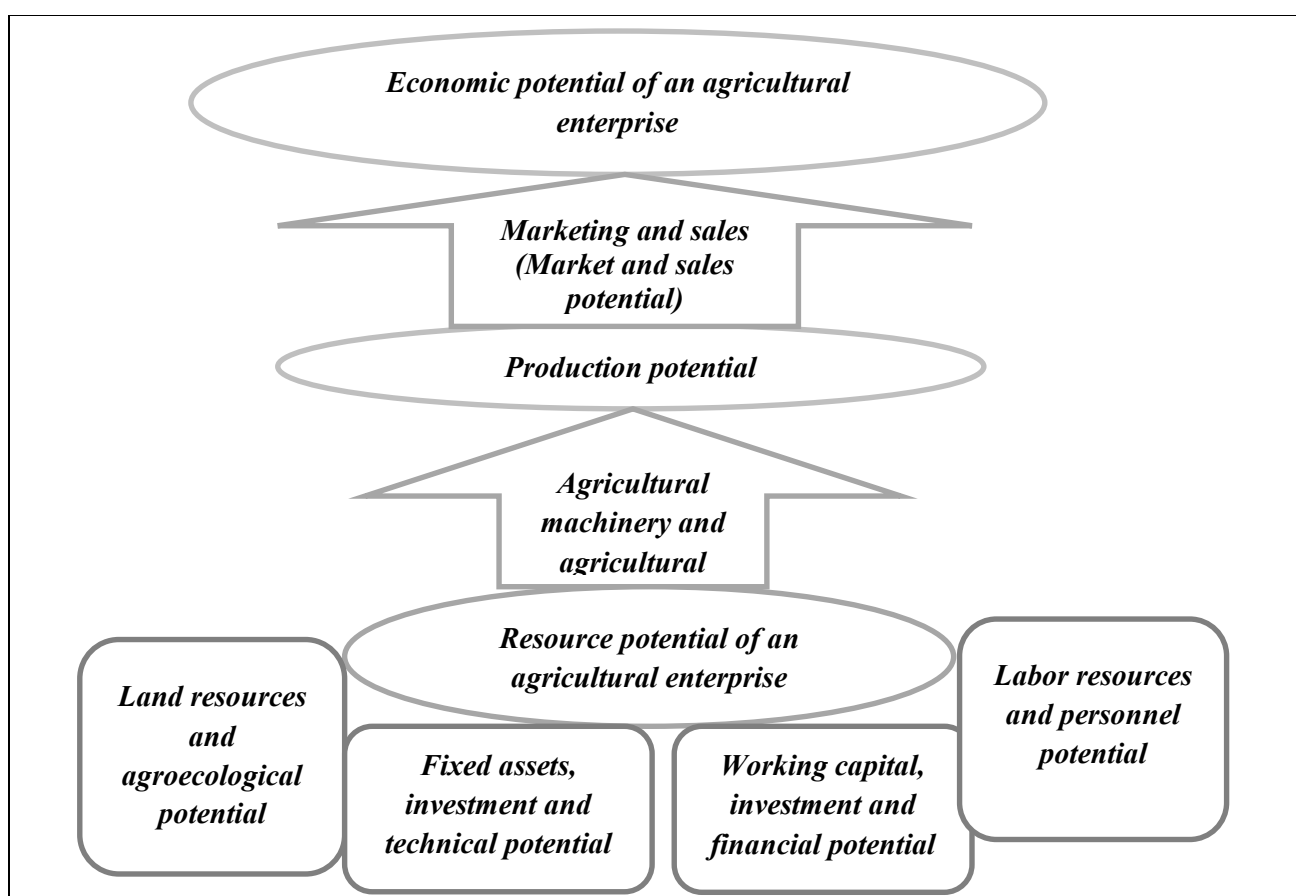 Economic potential of an agricultural
enterprise
Marketing and sales
(Market and sales
potential)
Production potential
Agricultural
machinery and
agricultural
Resource potential of an
agricultural enterprise
Land resources
and
agroecological
potential
Fixed assets,
investment and
technical potential
Working capital,
investment and
financial potential
Labor resources
and personnel
potential